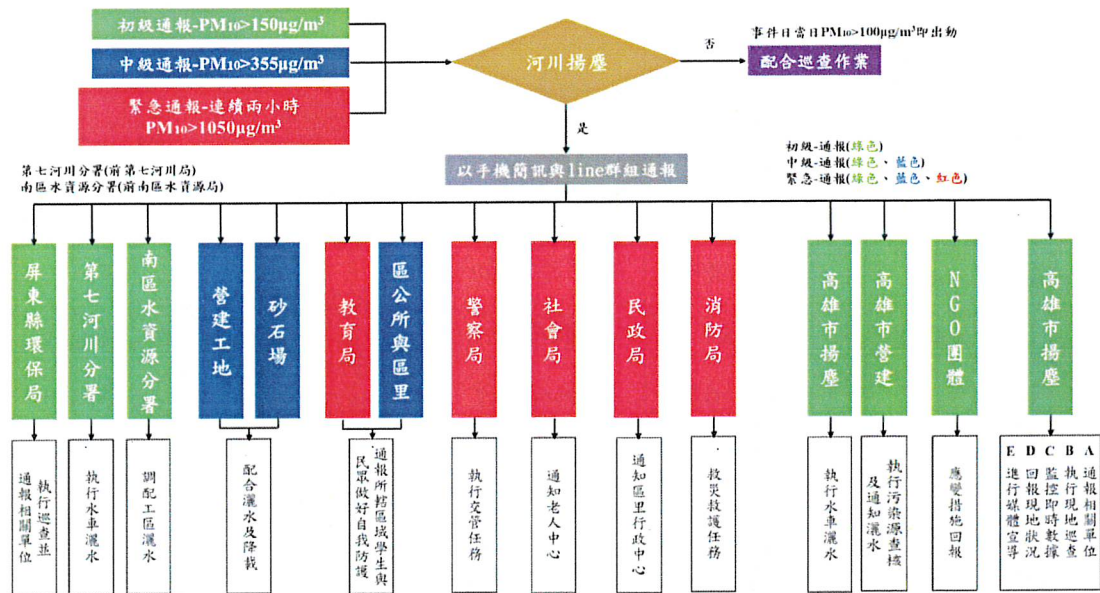 初級通報-PM10>150μg/m³
中級通報-PM10>355μg/m³
緊急通報-連續兩小時
PM10>1050μg/m³
河川揚塵
否
事件日當日PM10>100μg/m³即出動
配合巡查作業
是
以手機簡訊與line群組通報
第七河川分署(前第七河川局)
南區水資源分署(前南區水資源局)
初級-通報(綠色)
中級-通報(綠色、藍色)
緊急-通報(綠色、藍色、紅色)
屏東縣環保局
第七河川分署
南區水資源分署
營建工地
砂石場
教育局
區公所與區里
警察局
社會局
民政局
消防局
高雄市揚塵
高雄市營建
NGO團體
高雄市揚塵
執行巡查並
通報相關單位
執行水車灑水
調配工區灑水
配合灑水及降載
通報所轄區域學生與
民眾做好自我防護
執行交管任務
通知老人中心
通知區里行政中心
救災救護任務
執行水車灑水
執行污染源查核
及通知灑水
應變措施回報
A 通報相關單位
B 執行現地巡查
C 監控即時數據
D 回報現地狀況
E 進行媒體宣導